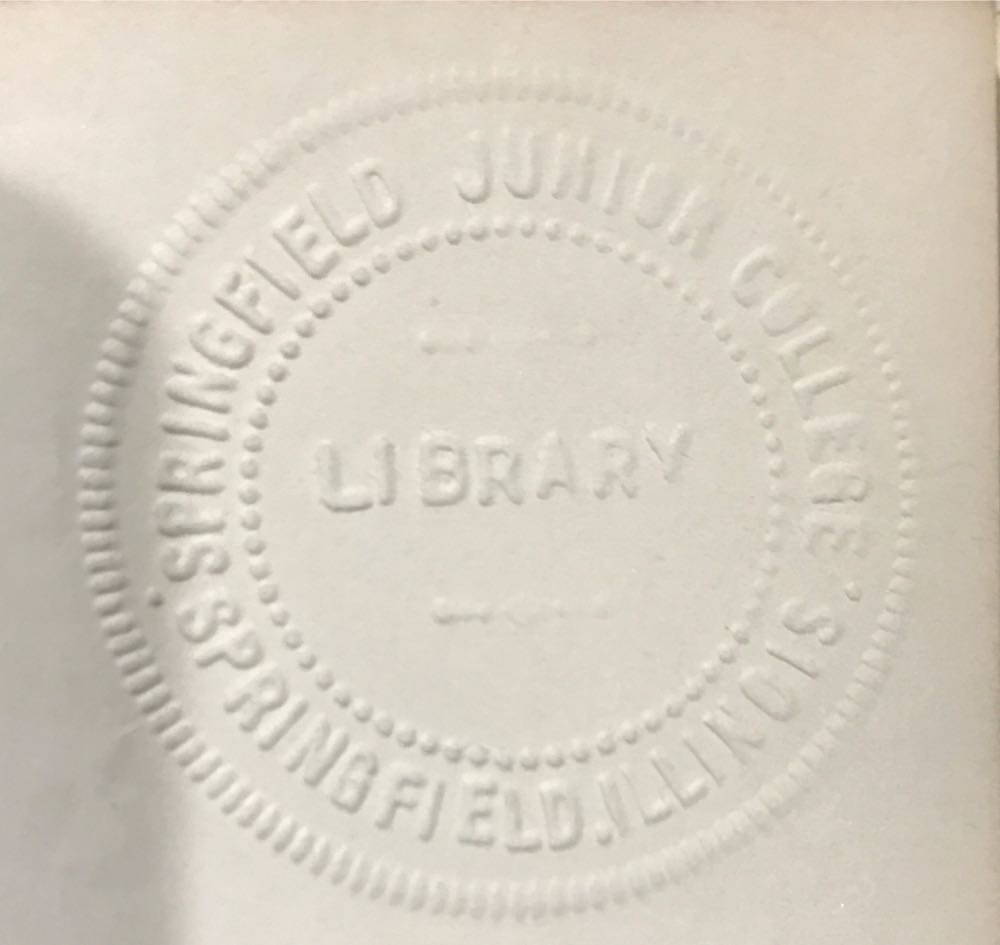 SPRINGFIELD JUNIOR COLLEGE
LIBRARY
SPRINGFIELD, ILLINOIS